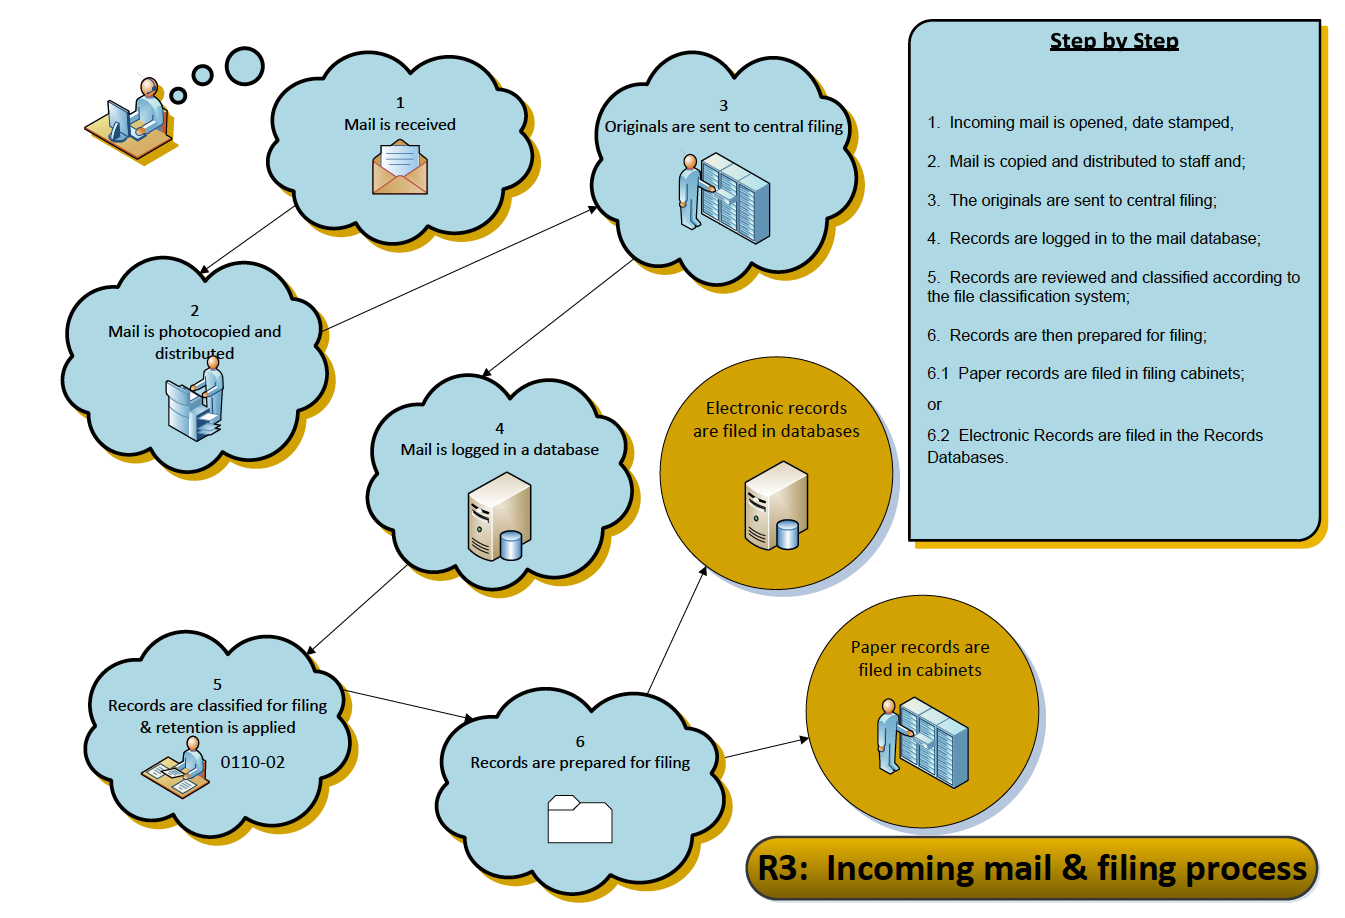 1
Mail is received
2
Mail is photocopied and
distributed
3
Originals are sent to central filing
4
Mail is logged in a database
5
Records are classified for filing
& retention is applied
0110-02
6
Records are prepared for filing
Electronic records
are filed in databases
Paper records are
filed in cabinets
Step by Step
1.  Incoming mail is opened, date stamped,
2.  Mail is copied and distributed to staff and;
3.  The originals are sent to central filing;
4.  Records are logged in to the mail database;
5.  Records are reviewed and classified according to
the file classification system;
6.  Records are then prepared for filing;
6.1  Paper records are filed in filing cabinets;
or
6.2  Electronic Records are filed in the Records
Databases.
R3:  Incoming mail & filing process